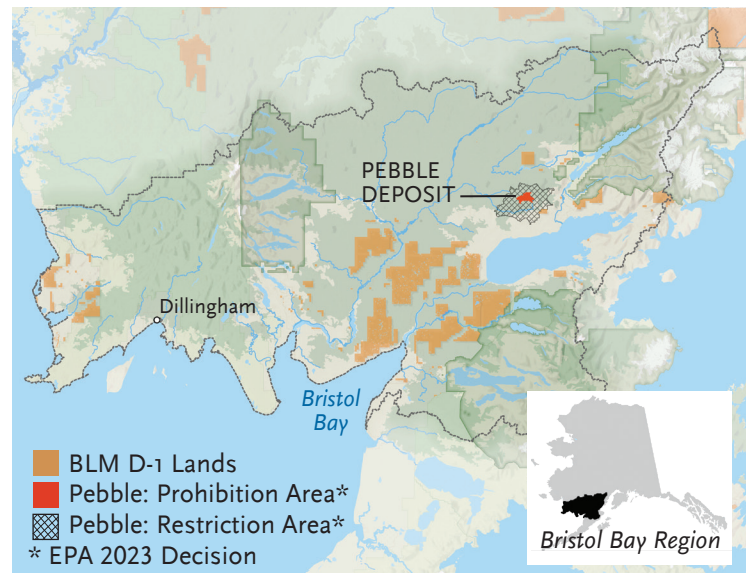 PEBBLE
DEPOSIT
Dillingham
Bristol
Bay
BLM D-1 Lands
Pebble: Prohibition Area*
Pebble: Restriction Area*
* EPA 2023 Decision
Bristol Bay Region